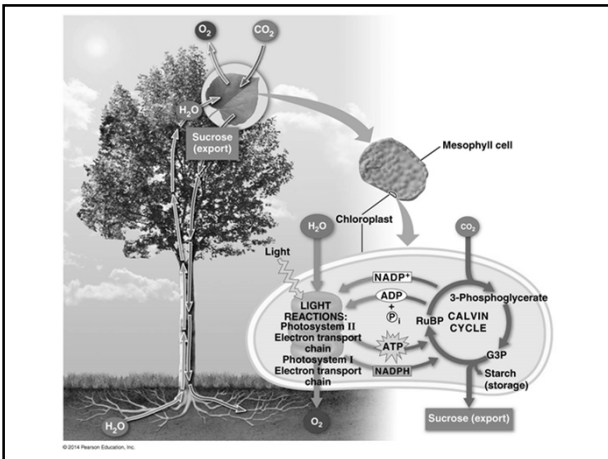 O₂
CO₂
H₂O
Sucrose
(export)
Mesophyll cell
Chloroplast
H₂O
CO₂
Light
NADP⁺
3-Phosphoglycerate
LIGHT
REACTIONS:
Photosystem II
Electron transport
chain
Photosystem I
Electron transport
chain
ADP
+
Pᵢ
RuBP
CALVIN
CYCLE
ATP
G3P
NADPH
Starch
(storage)
O₂
Sucrose (export)
H₂O
©2014 Pearson Education, Inc.